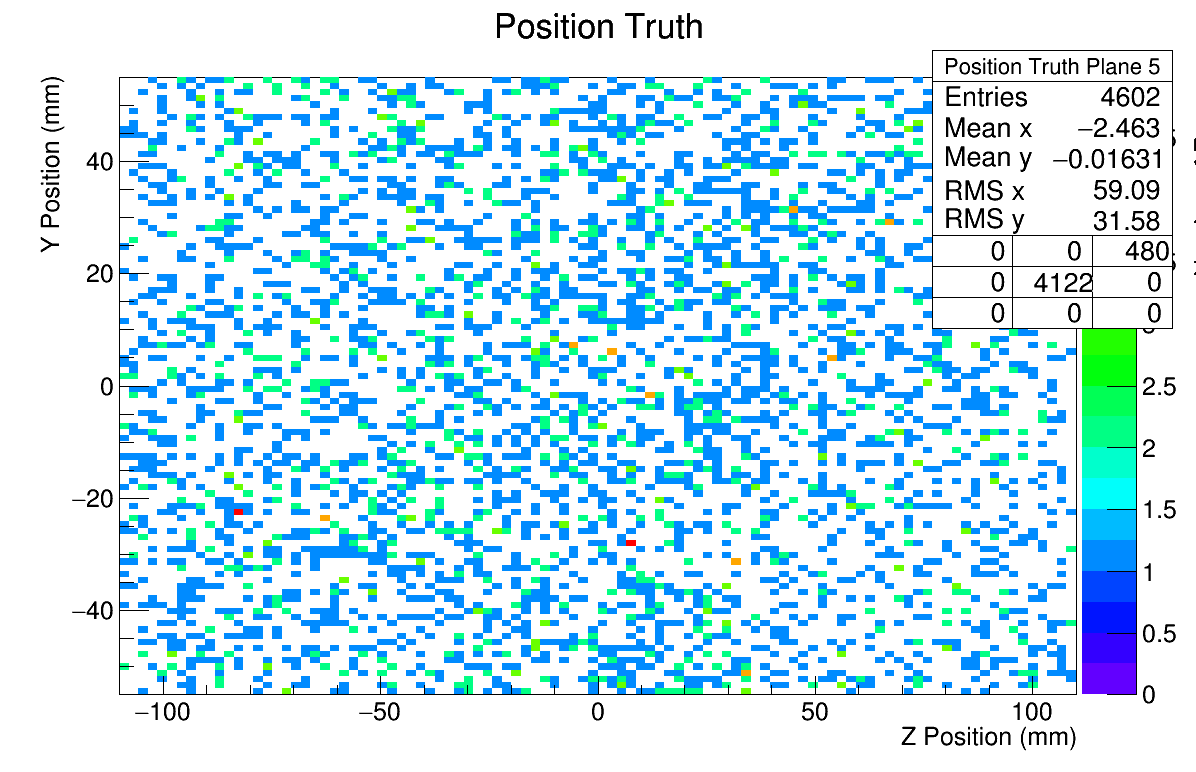 Position Truth
Position Truth Plane 5
Entries 4602
Mean x −2.463
Mean y −0.01631
RMS x 59.09
RMS y 31.58
0 0 480
0 4122 0
0 0 0
Y Position (mm)
40
20
0
−20
−40
2.5
2
1.5
1
0.5
0
−100 −50 0 50 100
Z Position (mm)